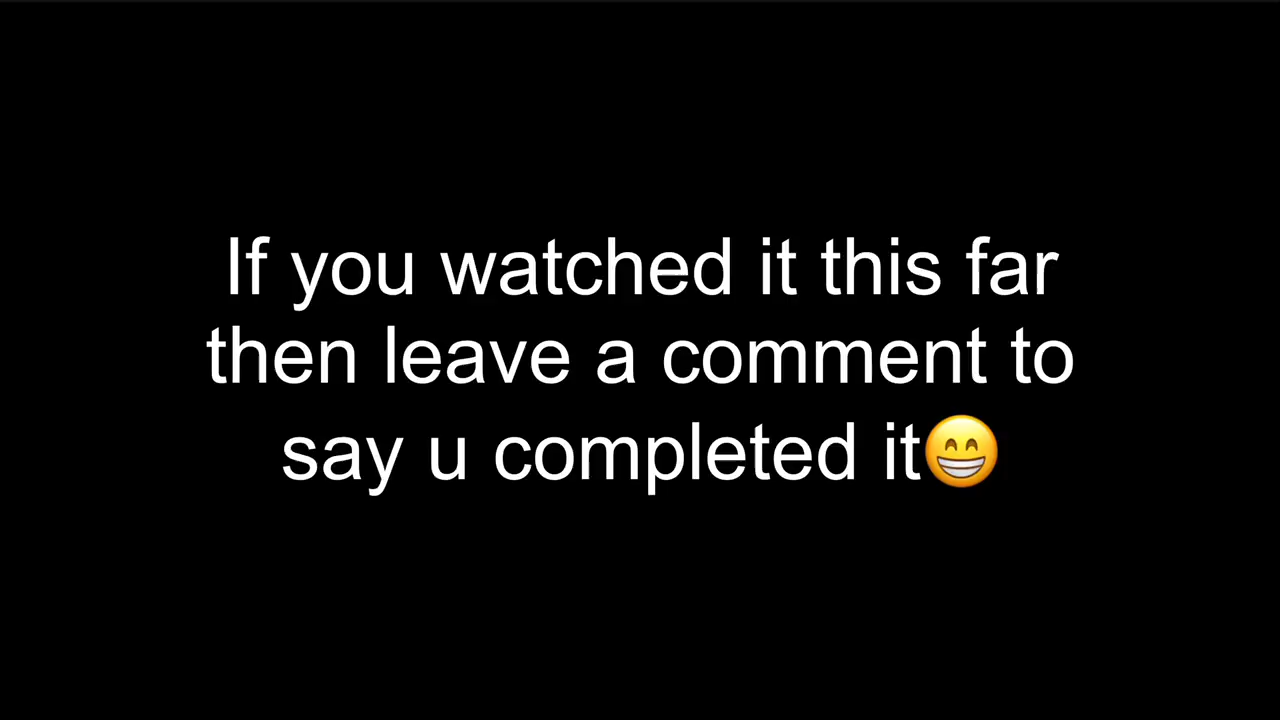 If you watched it this far
then leave a comment to
say u completed it😁